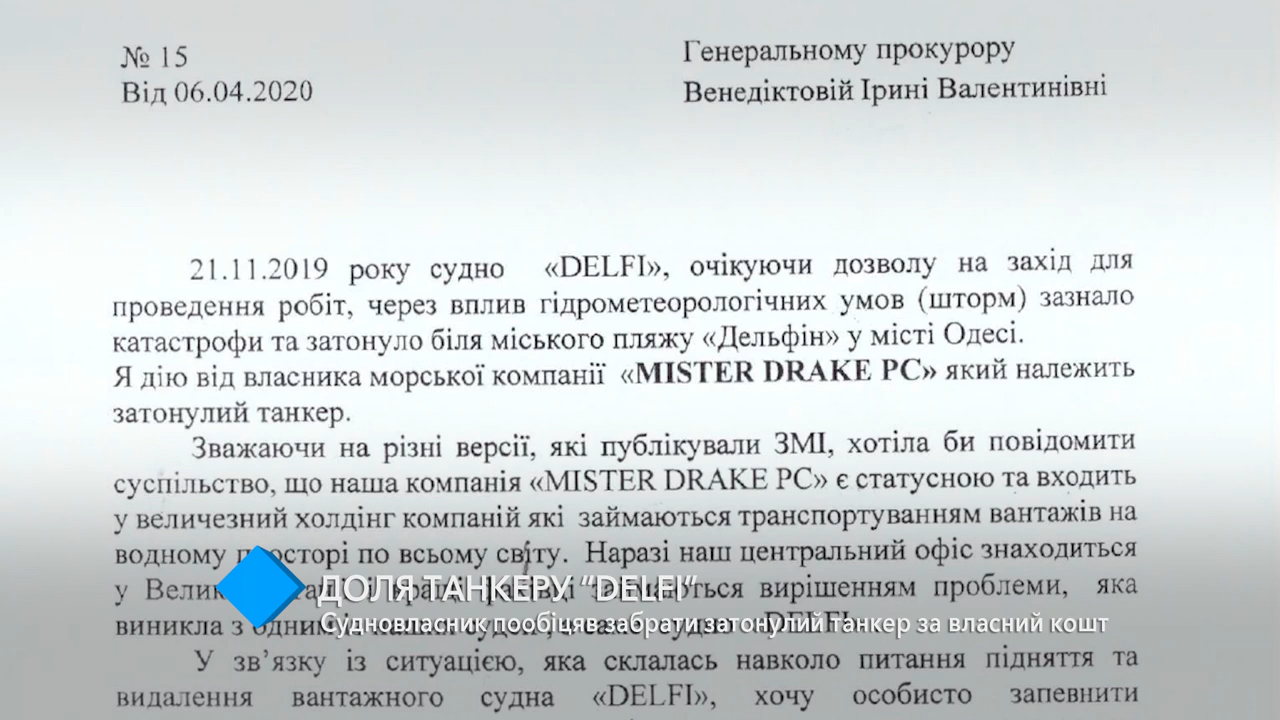 № 15
Від 06.04.2020
Генеральному прокурору
Венедіктовій Ірині Валентинівні
21.11.2019 року судно «DELFI», очікуючи дозволу на захід для
проведення робіт, через вплив гідрометеорологічних умов (шторм) зазнало
катастрофи та затонуло біля міського пляжу «Дельфін» у місті Одесі.
Я дію від власника морської компанії «MISTER DRAKE PC» який належить
затонулий танкер.
Зважаючи на різні версії, які публікували ЗМІ, хотіла би повідомити
суспільство, що наша компанія «MISTER DRAKE PC» є статусною та входить
у величезний холдінг компаній які займаються транспортуванням вантажів на
водному просторі по всьому світу. Наразі наш центральний офіс знаходиться
у вирішенням проблеми, яка
виникла з
ДОЛЯ ТАНКЕРУ “DELFI”
Судновласник пообіцяв забрати затонулий танкер за власний кошт
У зв’язку із ситуацією, яка склалась навколо питання підняття та
видалення вантажного судна «DELFI», хочу особисто запевнити